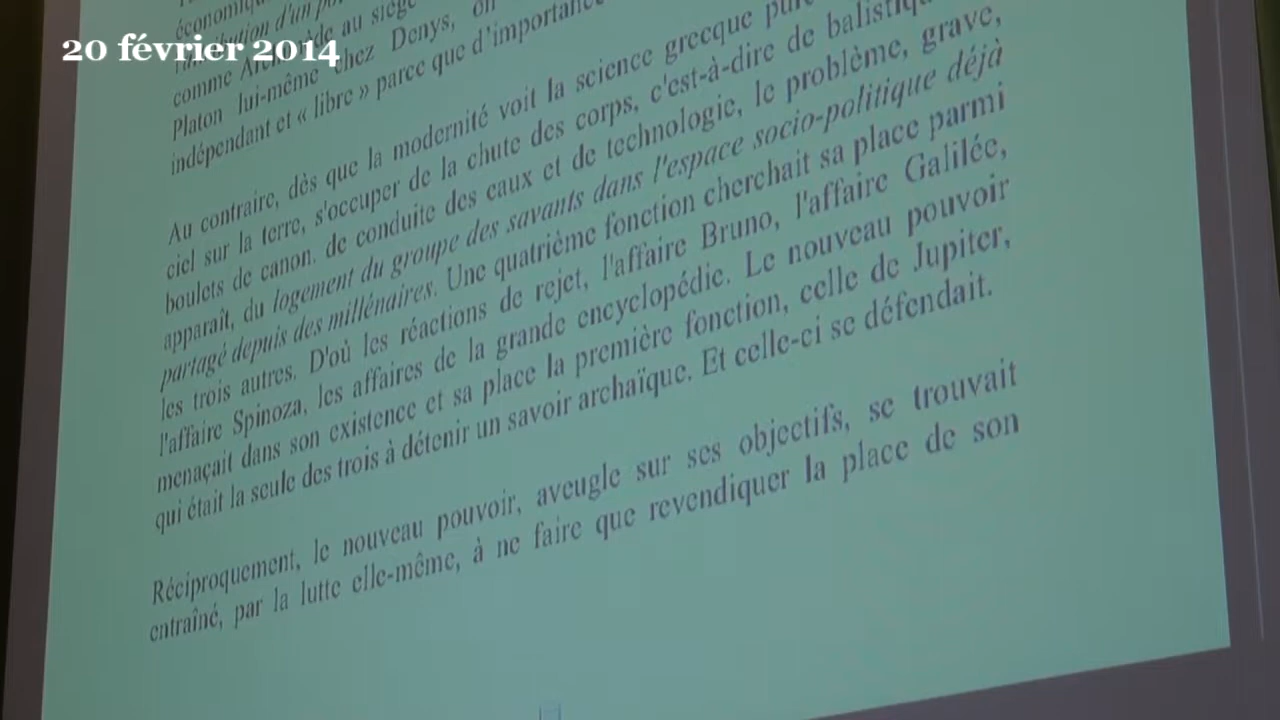 20 février 2014
économiq
comme Archimède au siège
Platon lui-même chez Denys, on
indépendant et « libre » parce que d'importance
Au contraire, dès que la modernité voit la science grecque
ciel sur la terre, s'occuper de la chute des corps, c'est-à-dire de balistiq
boulets de canon, de conduite des eaux et de technologie, le problème, grave,
apparaît, du logement du groupe des savants dans l'espace socio-politique déjà
partagé depuis des millénaires. Une quatrième fonction cherchait sa place parmi
les trois autres. D'où les réactions de rejet, l'affaire Bruno, l'affaire Galilée,
l'affaire Spinoza, les affaires de la grande encyclopédie. Le nouveau pouvoir
menaçait dans son existence et sa place la première fonction, celle de Jupiter,
qui était la seule des trois à détenir un savoir archaïque. Et celle-ci se défendait.
Réciproquement, le nouveau pouvoir, aveugle sur ses objectifs, se trouvait
entraîné, par la lutte elle-même, à ne faire que revendiquer la place de son